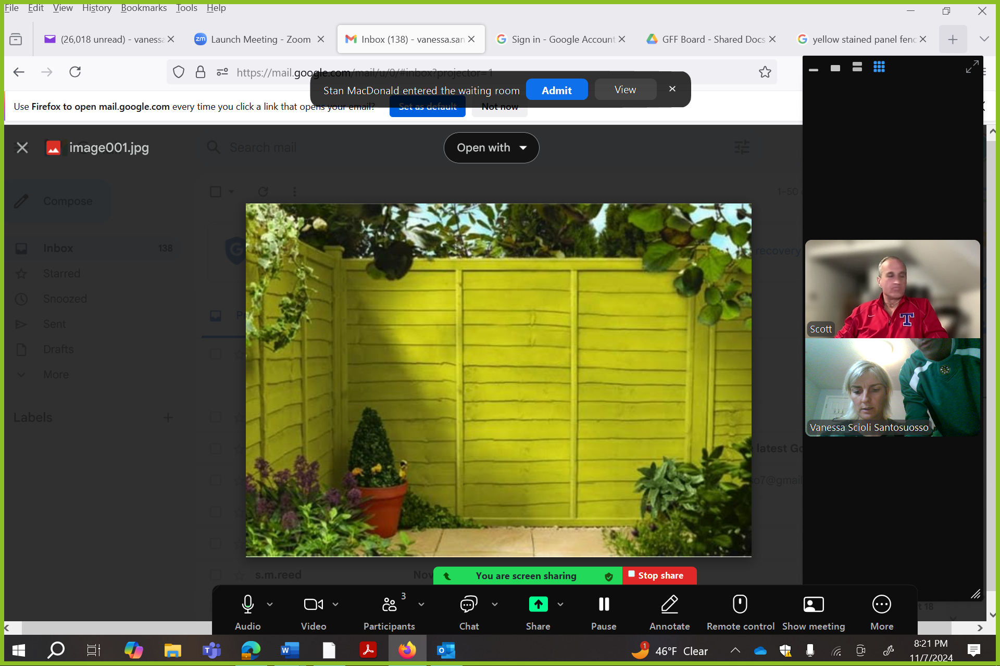 File Edit View History Bookmarks Tools Help
(26,018 unread) - vanessa
Launch Meeting - Zoom
Inbox (138) - vanessa.san
Sign in - Google Account
GFF Board - Shared Docs
yellow stained panel fenc
https://mail.google.com/mail/u/0/#inbox?projector=1
Stan MacDonald entered the waiting room Admit View
Use Firefox to open mail.google.com every time you click a link that opens your email? Set as default Not now
image001.jpg
Search mail
Open with
Compose
1-50
Inbox 138
recovery
Starred
Snoozed
Sent
Drafts
More
Labels
Scott
T
Vanessa Scioli Santosuosso
latest Go
so7@gmail
s.m.reed Nov
You are screen sharing Stop share
3
Audio Video Participants Chat Share Pause Annotate Remote control Show meeting More
t 18
1
46°F Clear
8:21 PM
11/7/2024